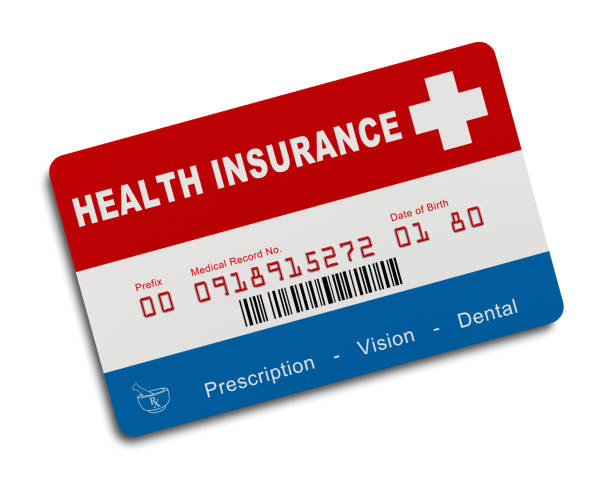 HEALTH INSURANCE
Prefix Medical Record No. Date of Birth
00 0918915272 01 80
Prescription - Vision - Dental
RX